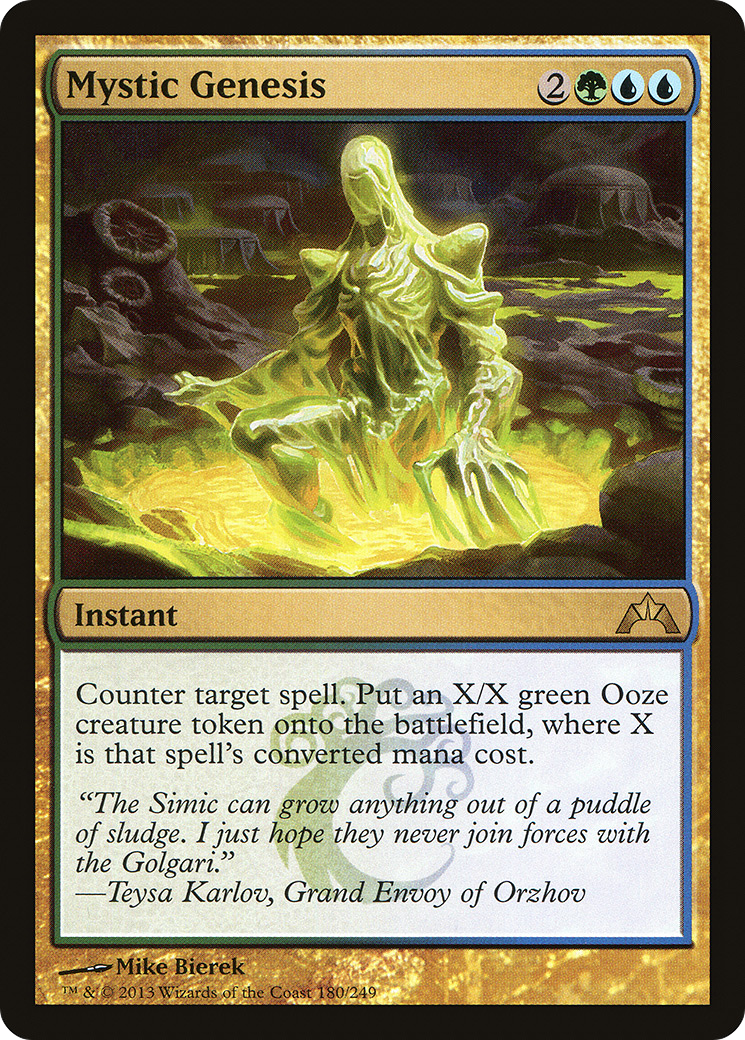 Mystic Genesis 2
Instant
Counter target spell. Put an X/X green Ooze
creature token onto the battlefield, where X
is that spell's converted mana cost.
“The Simic can grow anything out of a puddle
of sludge. I just hope they never join forces with
the Golgari.”
—Teysa Karlov, Grand Envoy of Orzhov
Mike Bierek
™ & © 2013 Wizards of the Coast 180/249